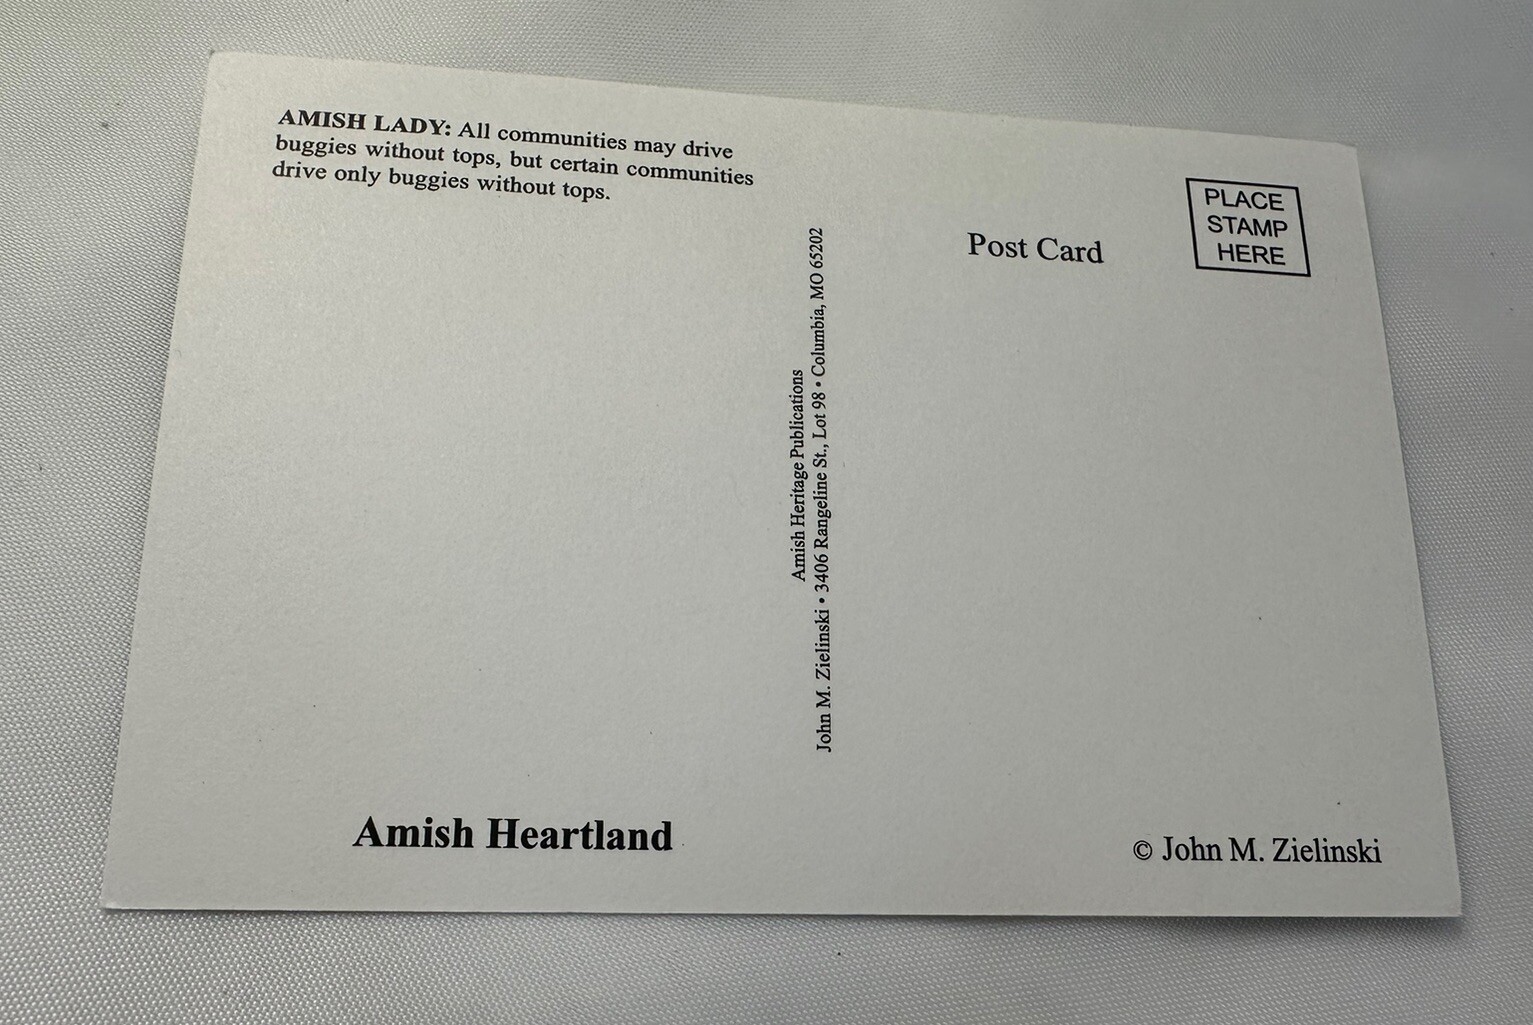 AMISH LADY: All communities may drive
buggies without tops, but certain communities
drive only buggies without tops.
Amish Heritage Publications
John M. Zielinski • 3406 Rangeline St., Lot 98 • Columbia, MO 65202
Post Card
PLACE
STAMP
HERE
Amish Heartland
© John M. Zielinski